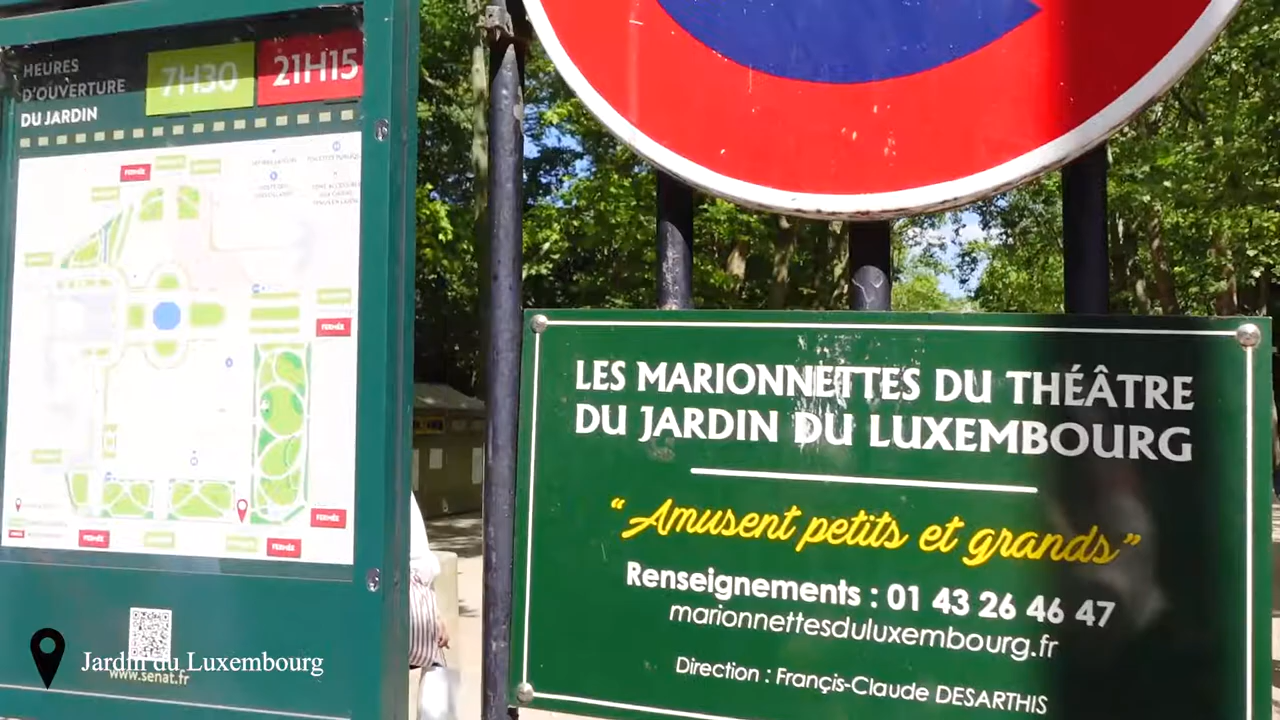 HEURES
D'OUVERTURE
DU JARDIN
7H30
21H15
FERMÉE
FERMÉE
FERMÉE
FERMÉE
FERMÉE
www.senat.fr
Jardin du Luxembourg
LES MARIONNETTES DU THÉÂTRE
DU JARDIN DU LUXEMBOURG
“Amusent petits et grands”
Renseignements : 01 43 26 46 47
marionnettesduluxembourg.fr
Direction : Françis-Claude DESARTHIS